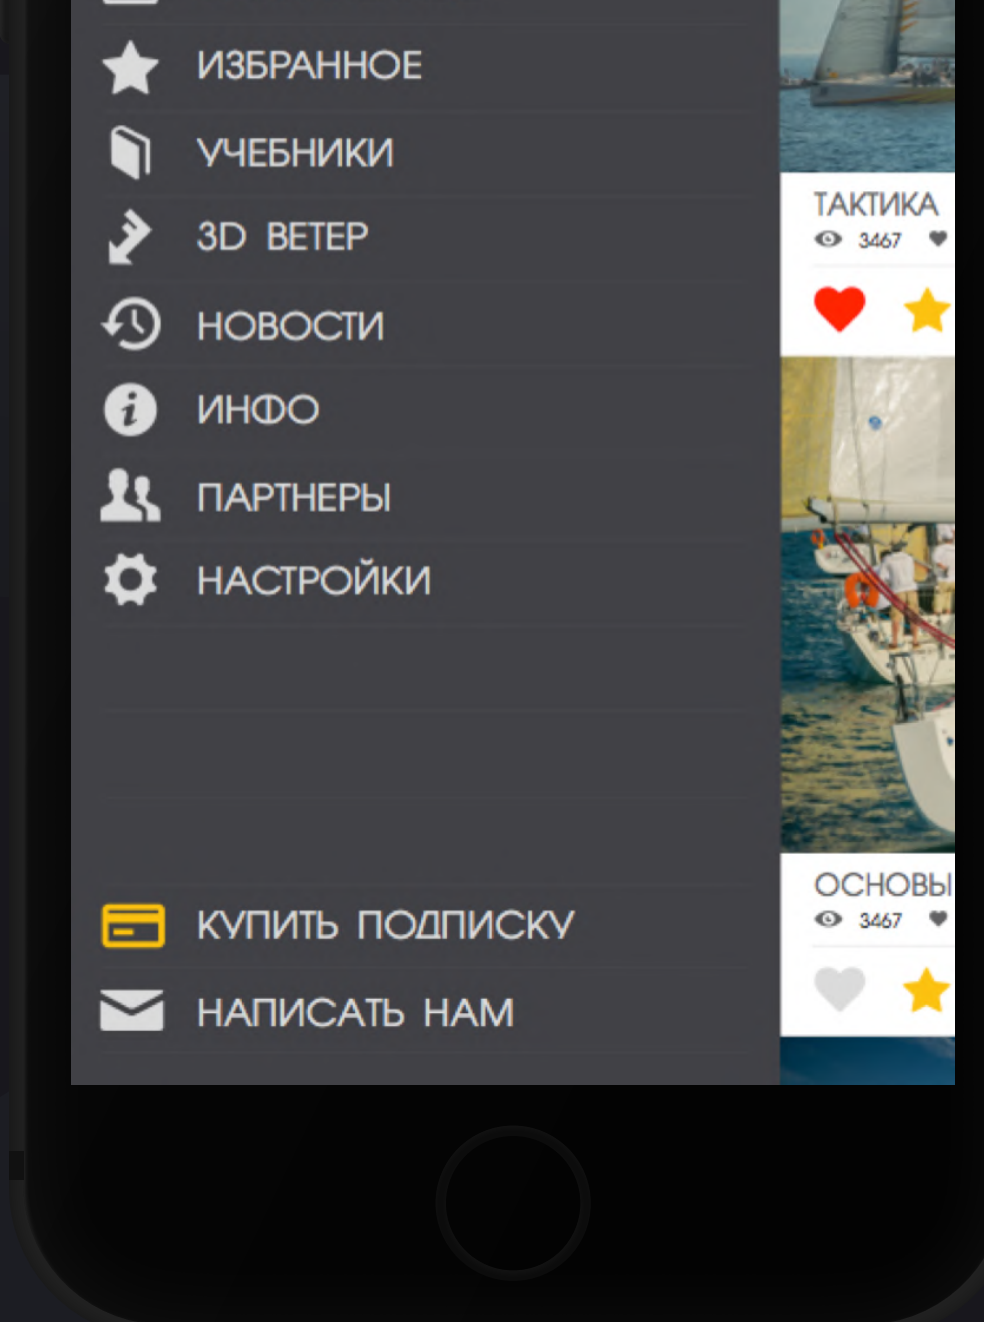 ИЗБРАННОЕ
УЧЕБНИКИ
3D ВЕТЕР
НОВОСТИ
ИНФО
ПАРТНЕРЫ
НАСТРОЙКИ
КУПИТЬ ПОДПИСКУ
НАПИСАТЬ НАМ
ТАКТИКА
3467
ОСНОВЫ
3467